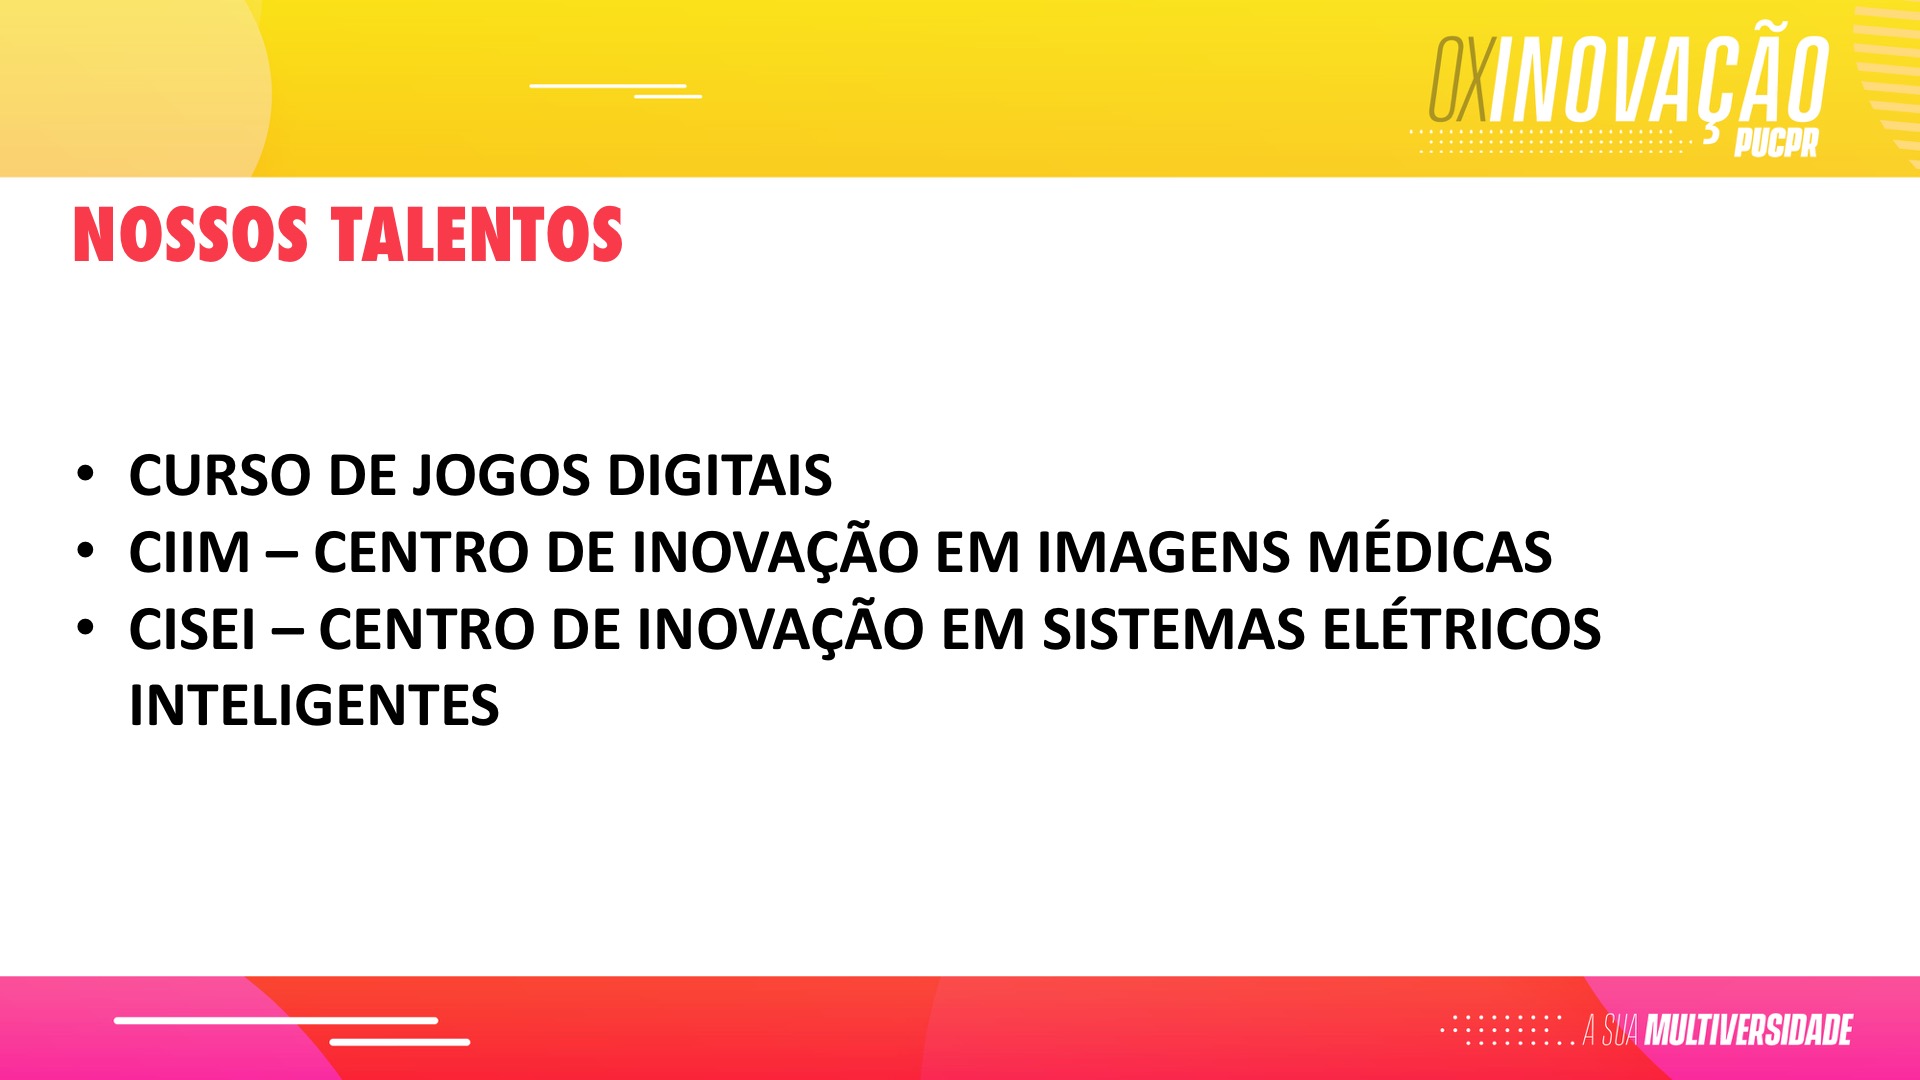 OXINOVAÇÃO
PUCPR
NOSSOS TALENTOS
• CURSO DE JOGOS DIGITAIS
• CIIM – CENTRO DE INOVAÇÃO EM IMAGENS MÉDICAS
• CISEI – CENTRO DE INOVAÇÃO EM SISTEMAS ELÉTRICOS
INTELIGENTES
A SUA MULTIVERSIDADE